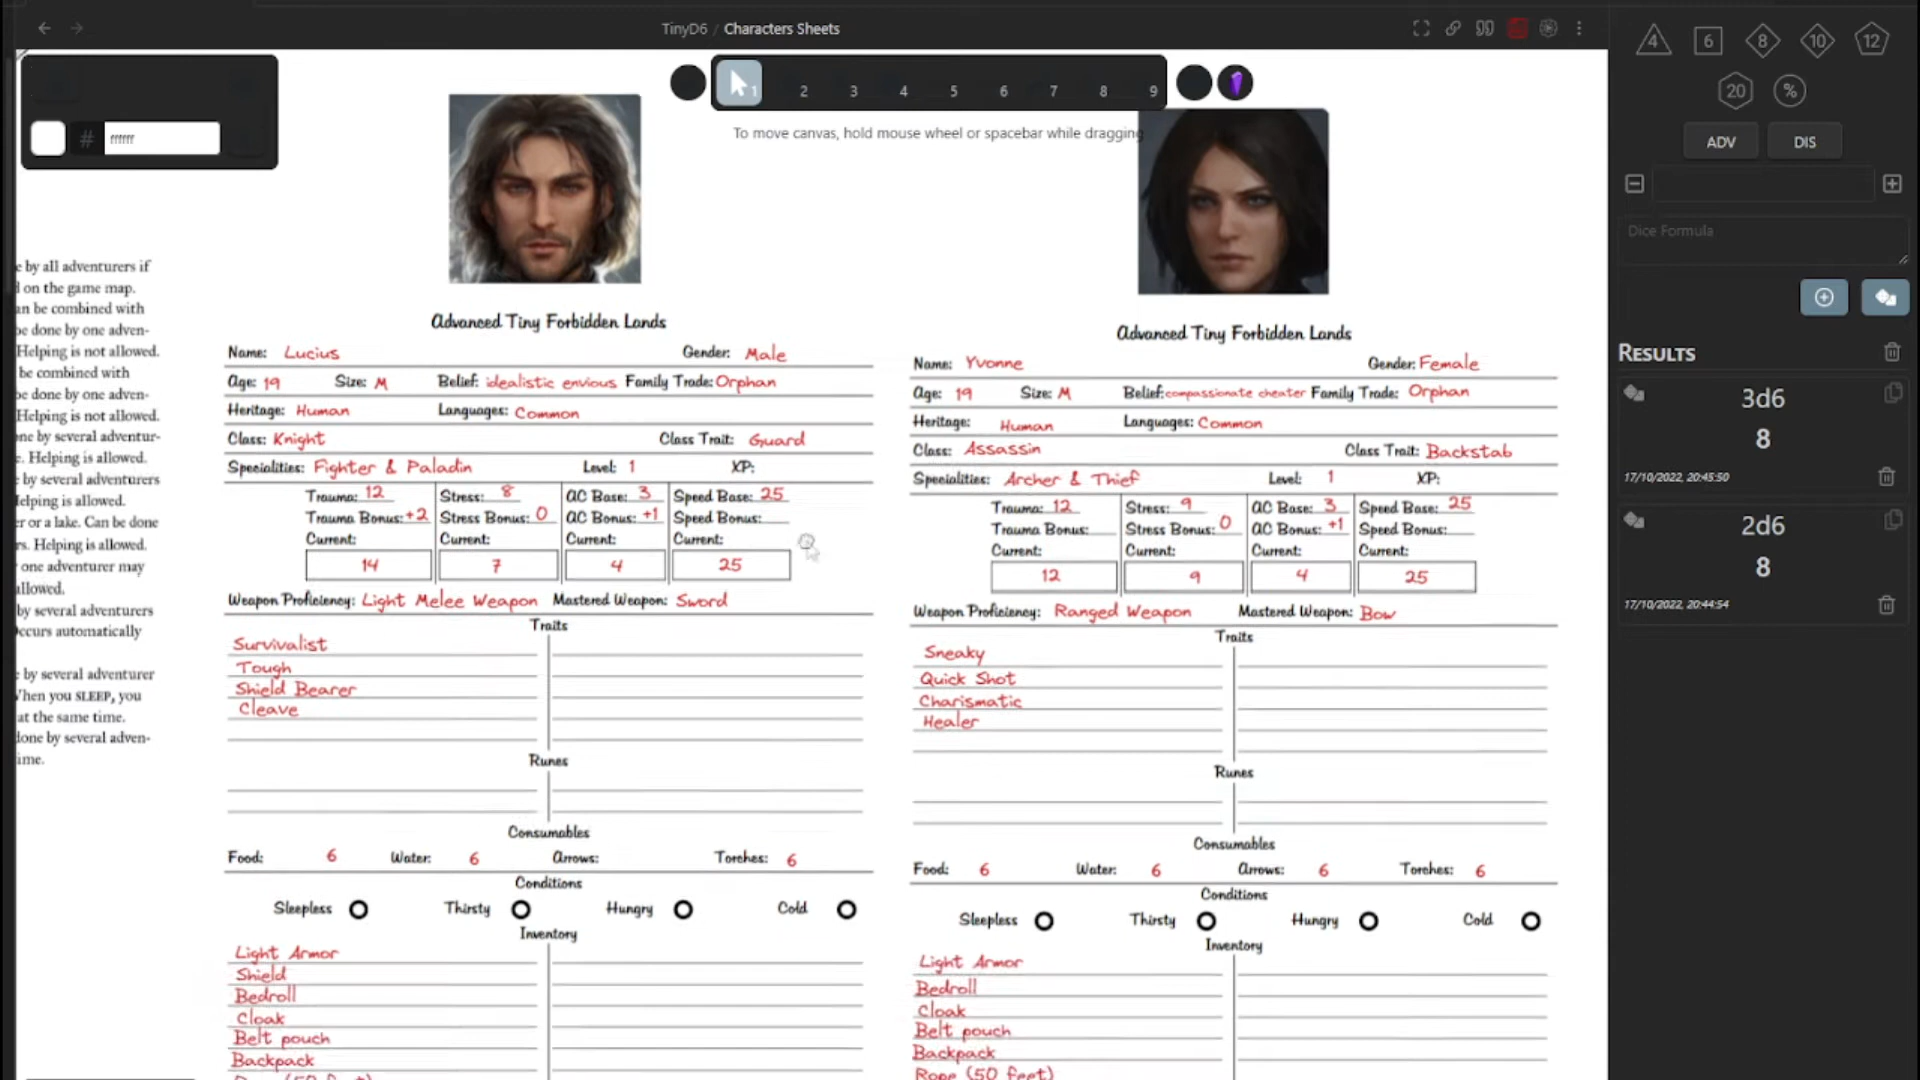 TinyD6 / Characters Sheets
1 2 3 4 5 6 7 8 9
To move canvas, hold mouse wheel or spacebar while dragging
# ffffff
e by all adventurers if
on the game map.
an be combined with
be done by one adven-
Helping is not allowed.
be combined with
be done by one adven-
Helping is not allowed.
ne by several adventur-
. Helping is allowed.
by several adventurers
Helping is allowed.
er or a lake. Can be done
rs. Helping is allowed.
one adventurer may
allowed.
by several adventurers
occurs automatically
by several adventurer
When you SLEEP, you
at the same time.
done by several adven-
ime.
Advanced Tiny Forbidden Lands
Name: Lucius Gender: Male
Age: 19 Size: M Belief: idealistic envious Family Trade: Orphan
Heritage: Human Languages: Common
Class: Knight Class Trait: Guard
Specialities: Fighter & Paladin Level: 1 XP:
Trauma: 12 Stress: 8 AC Base: 3 Speed Base: 25
Trauma Bonus: +2 Stress Bonus: 0 AC Bonus: +1 Speed Bonus:
Current: Current: Current: Current:
14 7 4 25
Weapon Proficiency: Light Melee Weapon Mastered Weapon: Sword
Traits
Survivalist
Tough
Shield Bearer
Cleave
Runes
Consumables
Food: 6 Water: 6 Arrows: Torches: 6
Conditions
Sleepless Thirsty Hungry Cold
Inventory
Light Armor
Shield
Bedroll
Cloak
Belt pouch
Backpack
Advanced Tiny Forbidden Lands
Name: Yvonne Gender: Female
Age: 19 Size: M Belief: compassionate cheater Family Trade: Orphan
Heritage: Human Languages: Common
Class: Assassin Class Trait: Backstab
Specialities: Archer & Thief Level: 1 XP:
Trauma: 12 Stress: 9 AC Base: 3 Speed Base: 25
Trauma Bonus: Stress Bonus: 0 AC Bonus: +1 Speed Bonus:
Current: Current: Current: Current:
12 9 4 25
Weapon Proficiency: Ranged Weapon Mastered Weapon: Bow
Traits
Sneaky
Quick Shot
Charismatic
Healer
Runes
Consumables
Food: 6 Water: 6 Arrows: 6 Torches: 6
Conditions
Sleepless Thirsty Hungry Cold
Inventory
Light Armor
Bedroll
Cloak
Belt pouch
Backpack
Rope (50 feet)
4 6 8 10 12
20 %
ADV DIS
Dice Formula
RESULTS
3d6
8
17/10/2022, 20:45:50
2d6
8
17/10/2022, 20:44:54